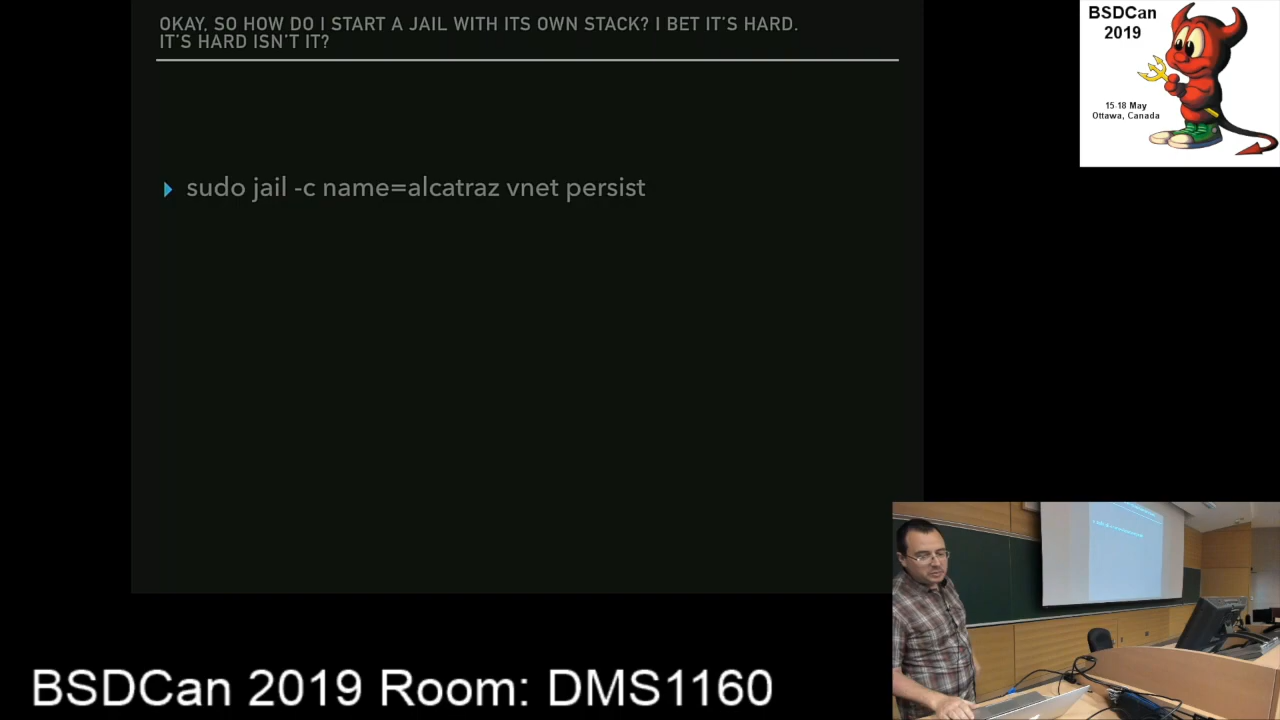 OKAY, SO HOW DO I START A JAIL WITH ITS OWN STACK? I BET IT'S HARD.
IT'S HARD ISN'T IT?
sudo jail -c name=alcatraz vnet persist
BSDCan
2019
15-18 May
Ottawa, Canada
BSDCan 2019 Room: DMS1160